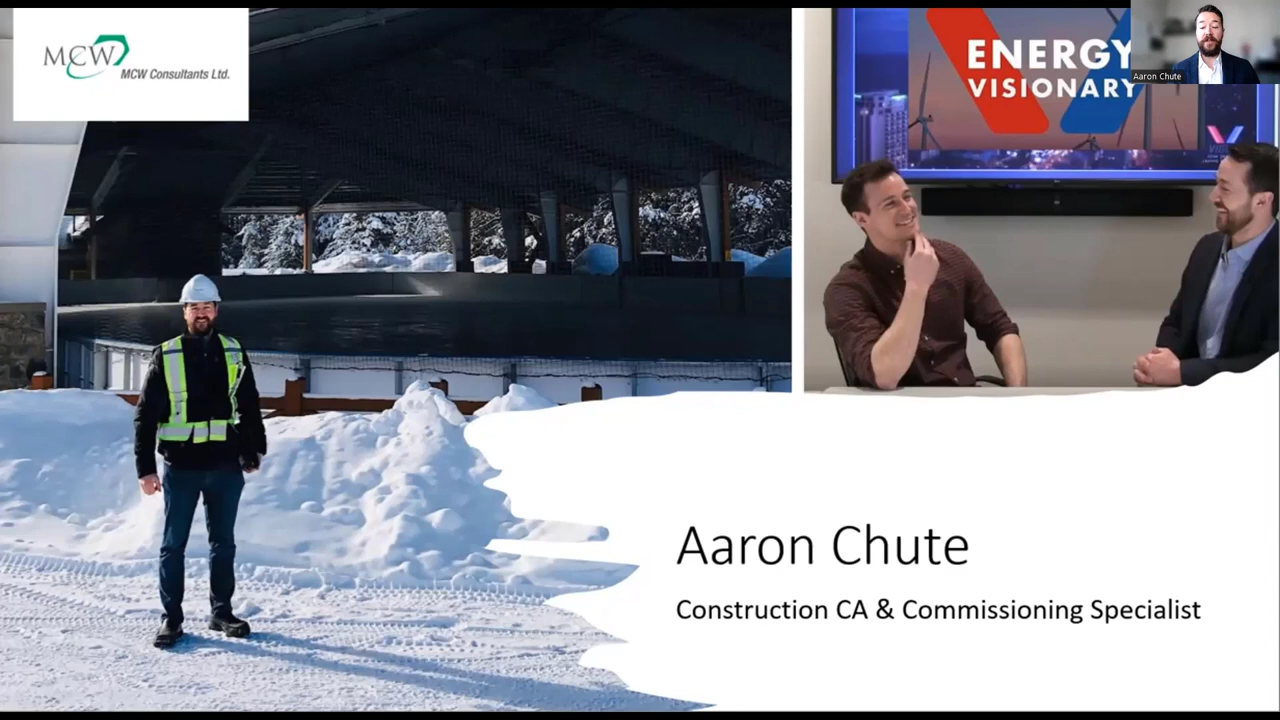 MCW
MCW Consultants Ltd.
ENERGY
VISIONARY
Aaron Chute
Aaron Chute
Construction CA & Commissioning Specialist